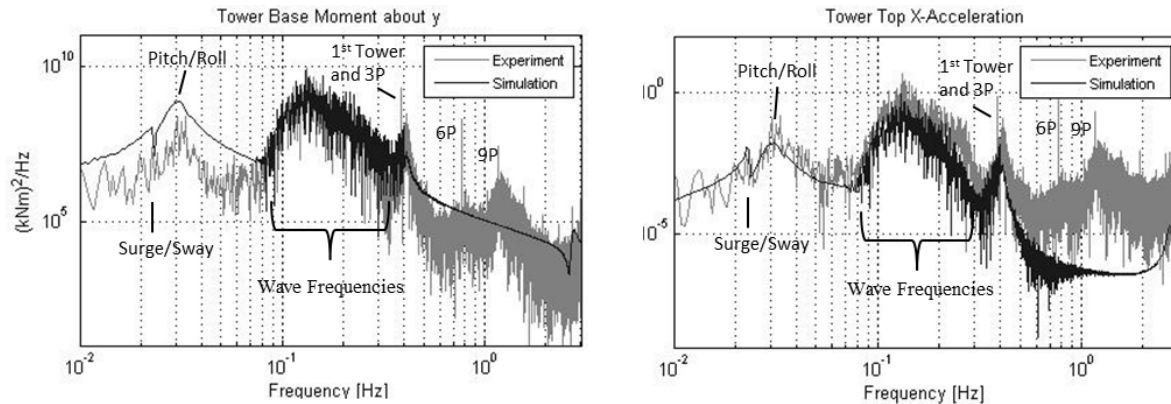 Tower Base Moment about y
10^10
10^5
(kNm)^2/Hz
Pitch/Roll
1st Tower
and 3P
Experiment
Simulation
6P
9P
Surge/Sway
Wave Frequencies
10^-2
10^-1
10^0
Frequency [Hz]
Tower Top X-Acceleration
10^0
10^-5
Pitch/Roll
1st Tower
and 3P
Experiment
Simulation
6P
9P
Surge/Sway
Wave Frequencies
10^-2
10^-1
10^0
Frequency [Hz]